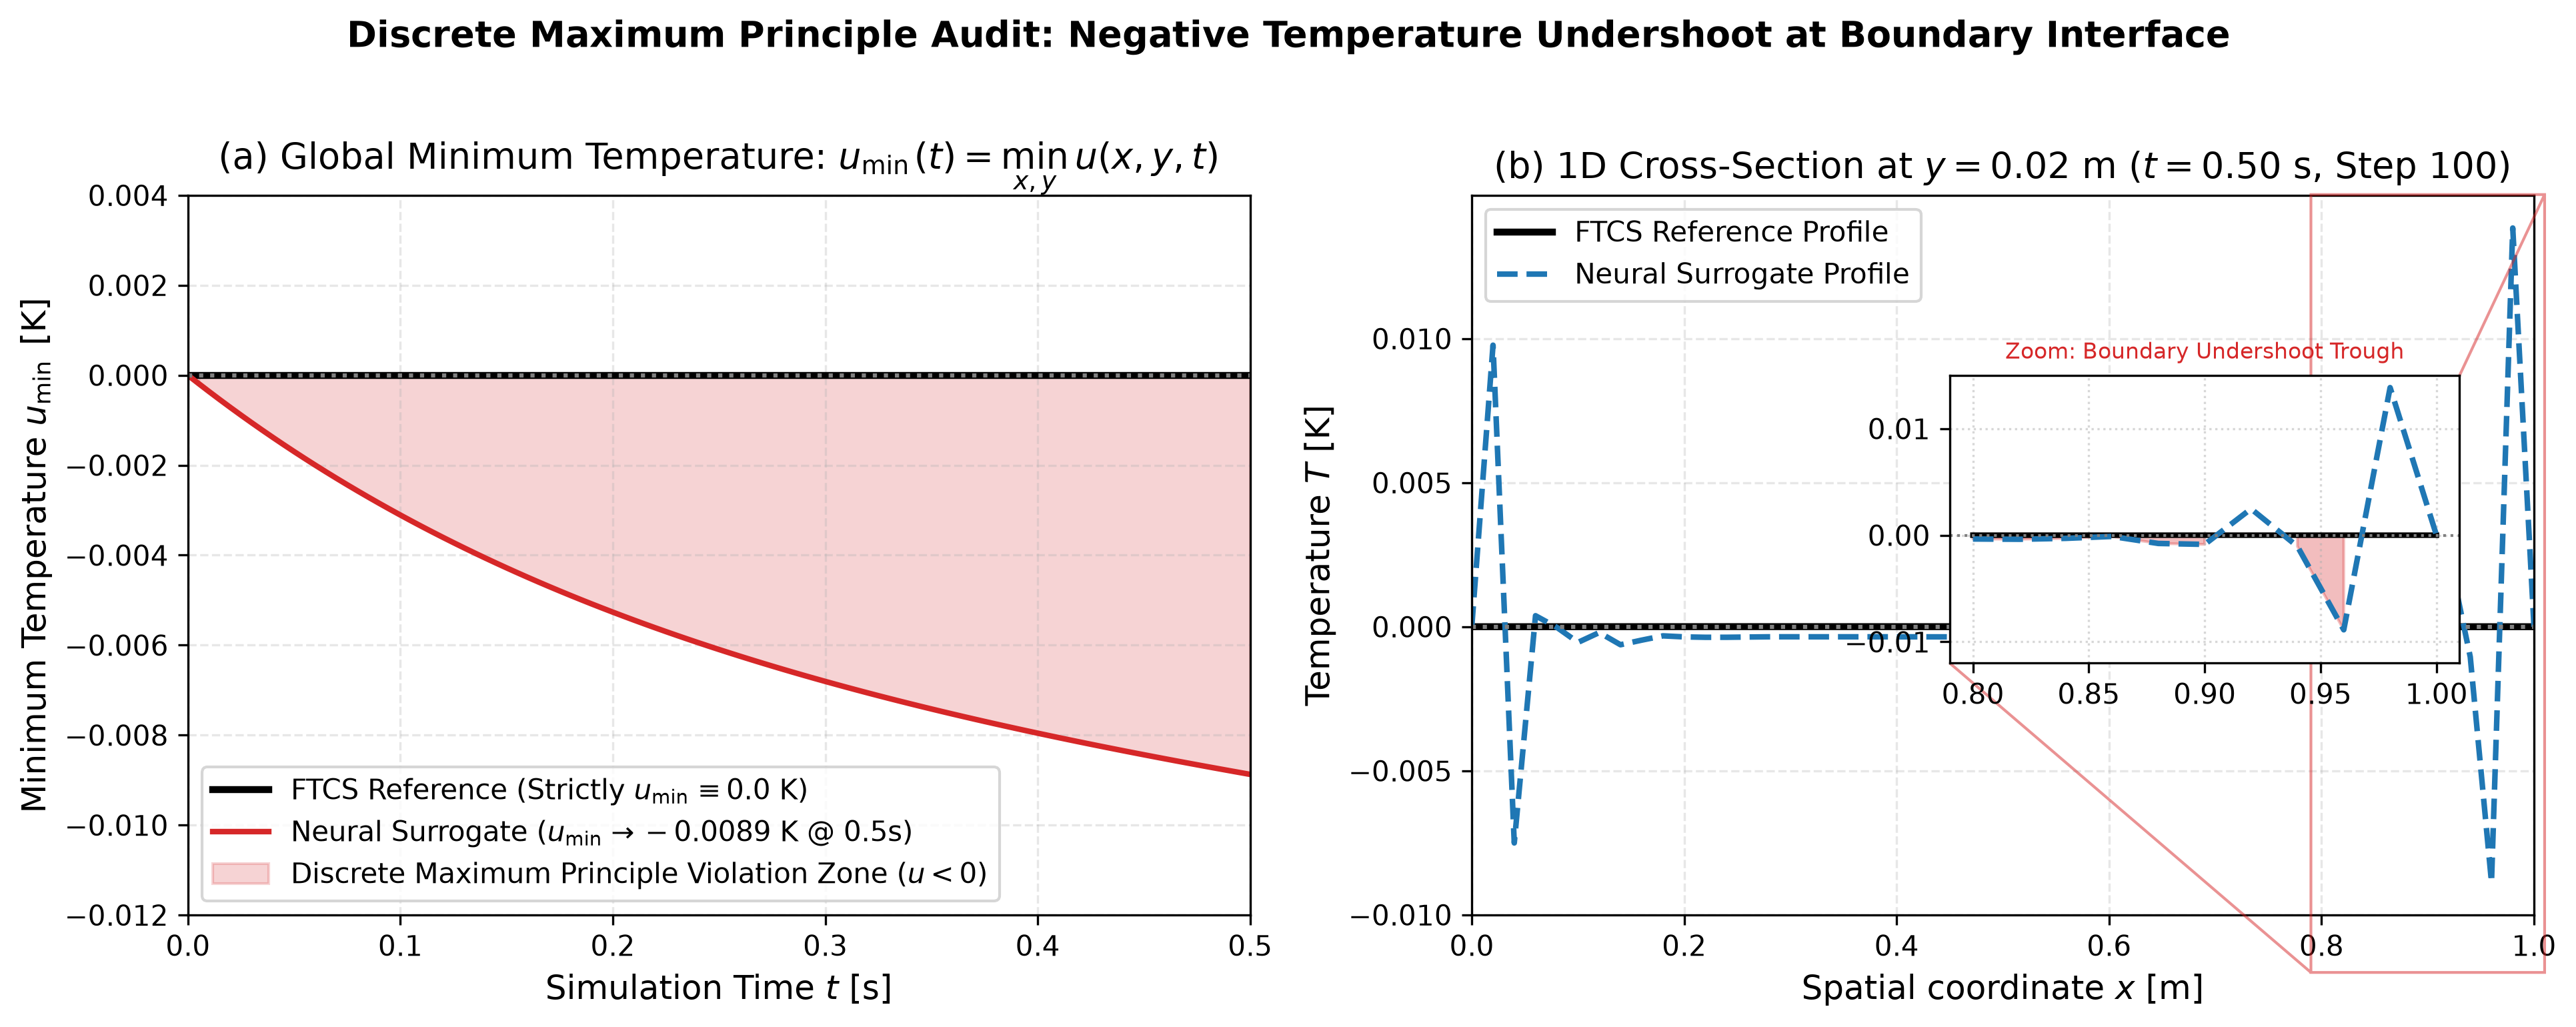 Discrete Maximum Principle Audit: Negative Temperature Undershoot at Boundary Interface
(a) Global Minimum Temperature: u_min(t) = min_{x,y} u(x, y, t)
0.004
0.002
0.000
−0.002
−0.004
−0.006
−0.008
−0.010
−0.012
Minimum Temperature u_min [K]
FTCS Reference (Strictly u_min ≡ 0.0 K)
Neural Surrogate (u_min → − 0.0089 K @ 0.5s)
Discrete Maximum Principle Violation Zone (u < 0)
0.0 0.1 0.2 0.3 0.4 0.5
Simulation Time t [s]
(b) 1D Cross-Section at y = 0.02 m (t = 0.50 s, Step 100)
FTCS Reference Profile
Neural Surrogate Profile
0.010
0.005
0.000
−0.005
−0.010
Temperature T [K]
Zoom: Boundary Undershoot Trough
0.01
0.00
−0.01
0.80 0.85 0.90 0.95 1.00
0.0 0.2 0.4 0.6 0.8 1.0
Spatial coordinate x [m]